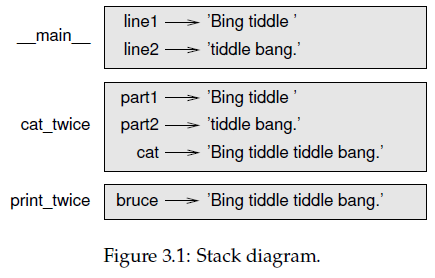 __main__
line1 ’Bing tiddle ’
line2 ’tiddle bang.’
cat_twice
part1 ’Bing tiddle ’
part2 ’tiddle bang.’
cat ’Bing tiddle tiddle bang.’
print_twice
bruce ’Bing tiddle tiddle bang.’
Figure 3.1: Stack diagram.